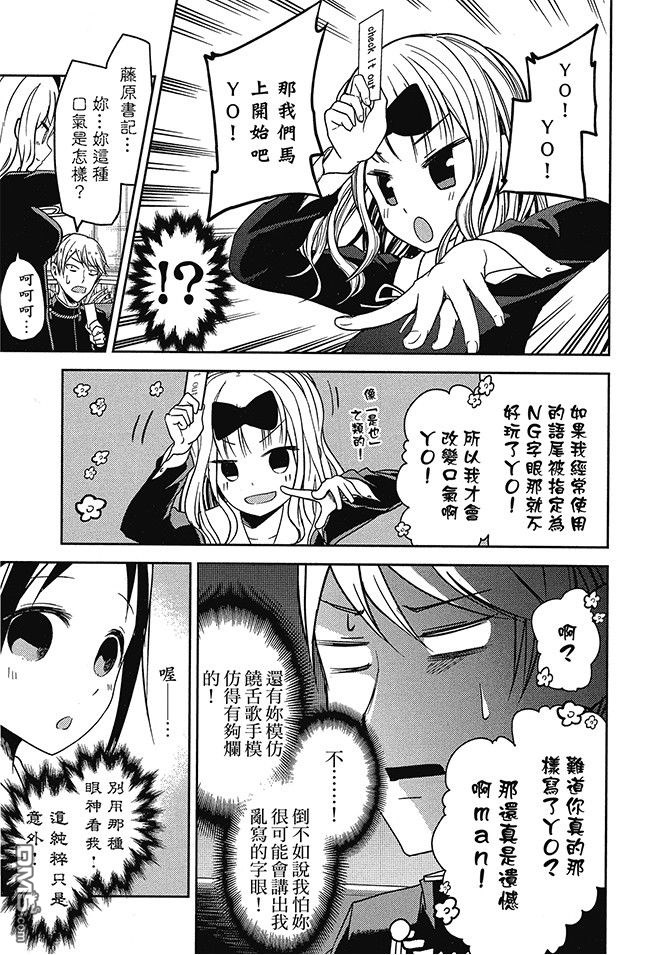 YO!
YO!
check it out
那我們馬
上開始吧
YO!
!?
藤原書記…
妳…妳這種
口氣是怎樣?
呵呵呵…
如果我經常使用
的語尾被指定為
NG字眼那就不
好玩了YO!
所以我才會
改變口氣啊
YO!
像「是也」
之類的!
t out
啊?
難道你真的那
樣寫了YO?
那還真是遺憾
啊man!
不……!
倒不如說我怕妳
很可能會講出我
亂寫的字眼!
還有妳模仿
饒舌歌手模
仿得有夠爛
的!
喔——
別用那種
眼神看我!
這純粹只是
意外!
DM5